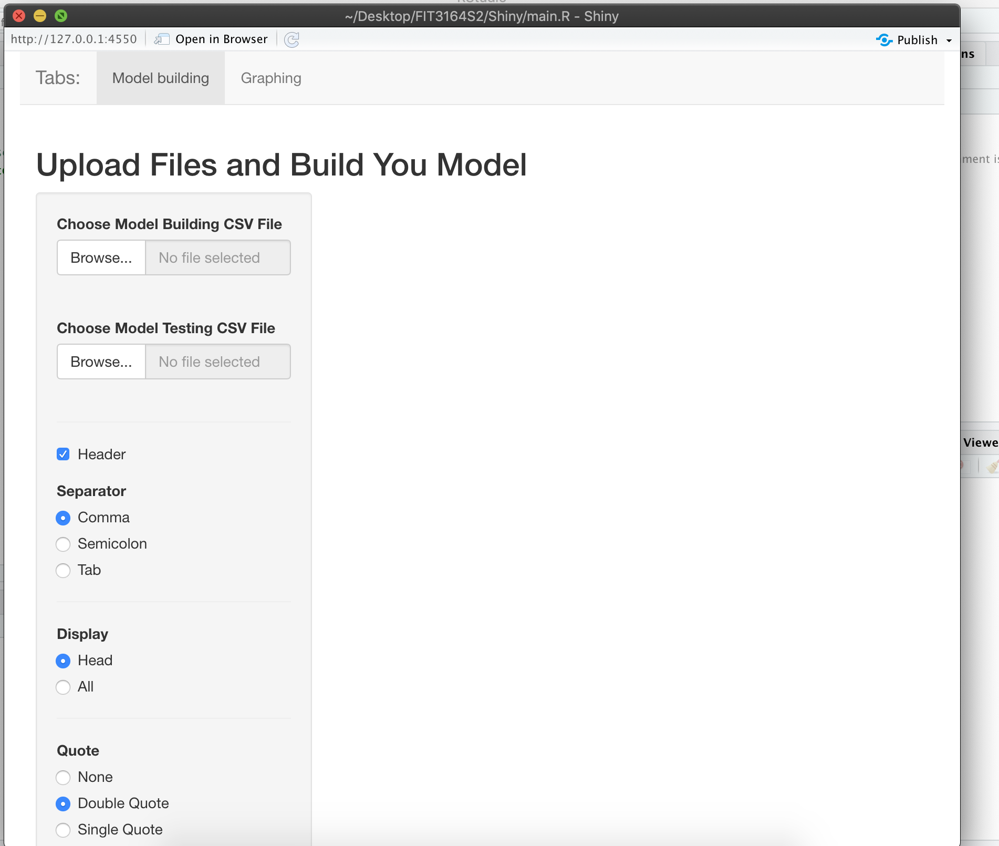 ~/Desktop/FIT3164S2/Shiny/main.R - Shiny
http://127.0.0.1:4550 Open in Browser Publish
Tabs: Model building Graphing
Upload Files and Build You Model
Choose Model Building CSV File
Browse... No file selected
Choose Model Testing CSV File
Browse... No file selected
Header
Separator
Comma
Semicolon
Tab
Display
Head
All
Quote
None
Double Quote
Single Quote
ns
ment is
Viewe